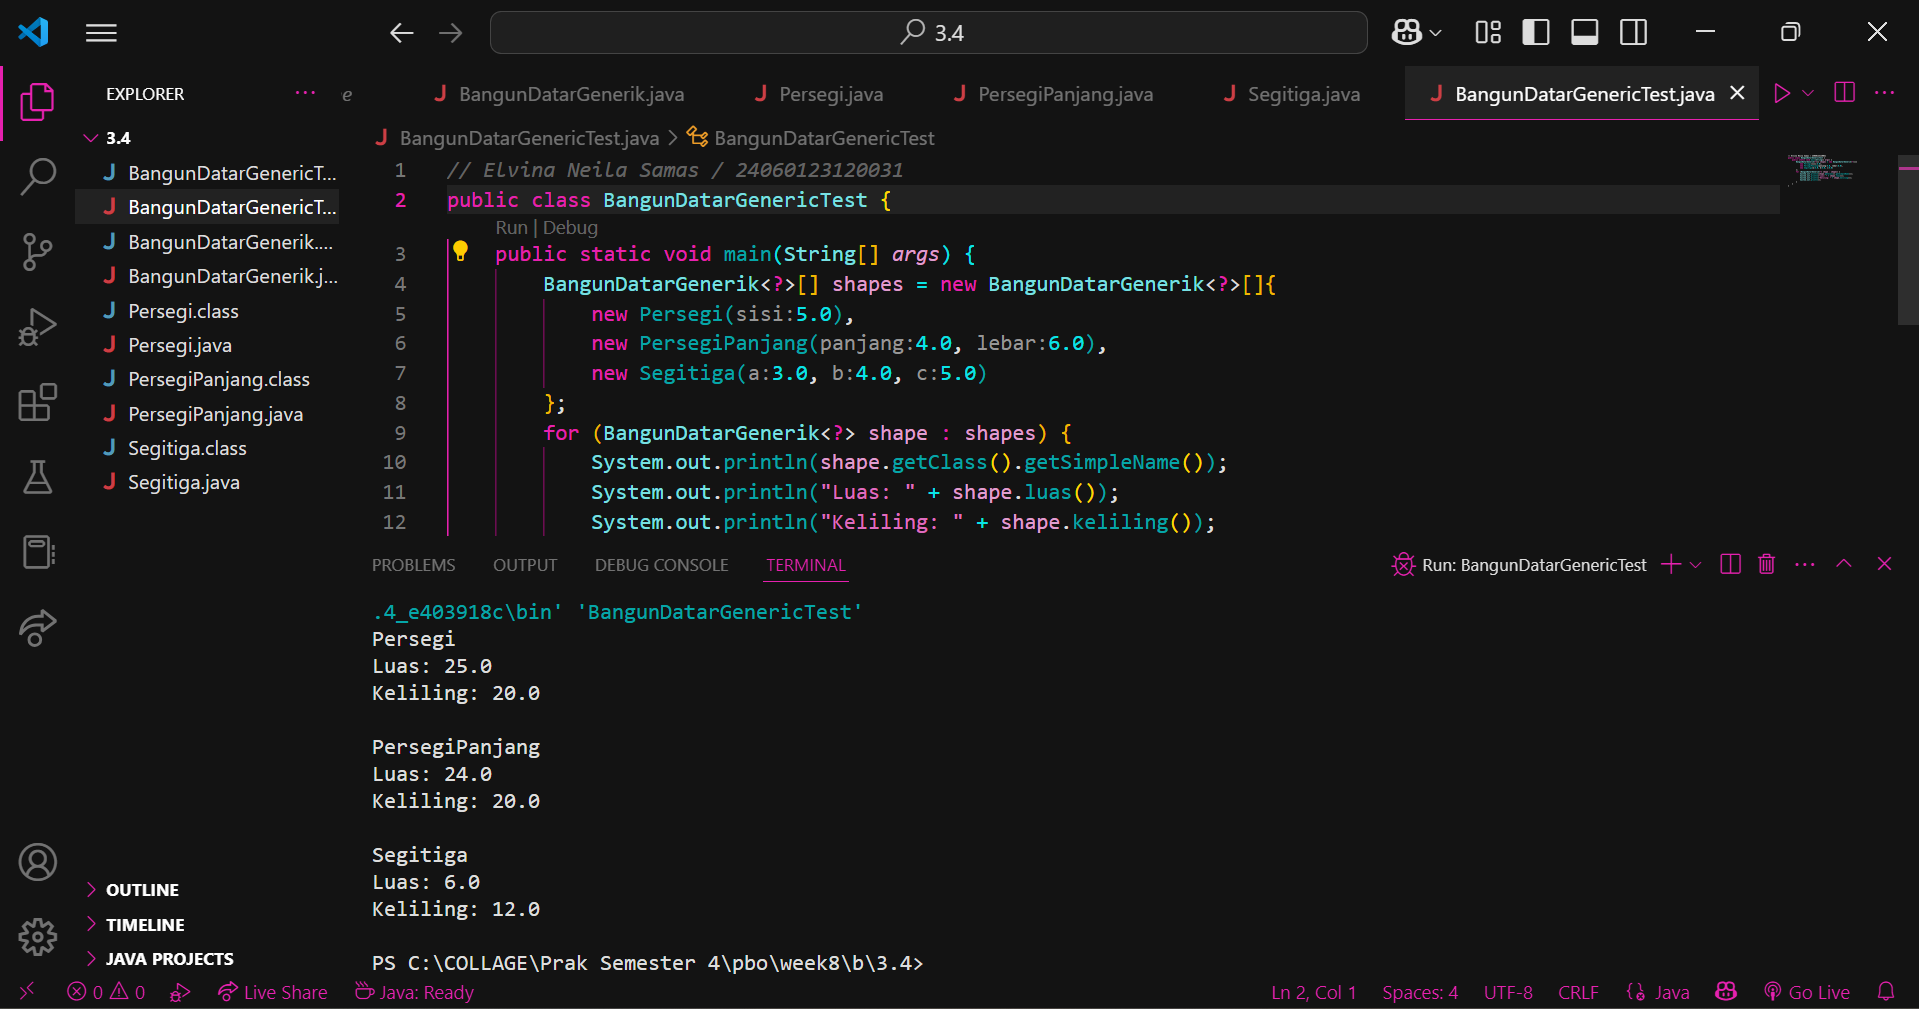 3.4
EXPLORER
e
BangunDatarGenerik.java
Persegi.java
PersegiPanjang.java
Segitiga.java
BangunDatarGenericTest.java
3.4
BangunDatarGenericT...
BangunDatarGenericT...
BangunDatarGenerik....
BangunDatarGenerik.j...
Persegi.class
Persegi.java
PersegiPanjang.class
PersegiPanjang.java
Segitiga.class
Segitiga.java
OUTLINE
TIMELINE
JAVA PROJECTS
BangunDatarGenericTest.java > BangunDatarGenericTest
1 // Elvina Neila Samas / 24060123120031
2 public class BangunDatarGenericTest {
Run | Debug
3 public static void main(String[] args) {
4 BangunDatarGenerik<?>[] shapes = new BangunDatarGenerik<?>[]{
5 new Persegi(sisi:5.0),
6 new PersegiPanjang(panjang:4.0, lebar:6.0),
7 new Segitiga(a:3.0, b:4.0, c:5.0)
8 };
9 for (BangunDatarGenerik<?> shape : shapes) {
10 System.out.println(shape.getClass().getSimpleName());
11 System.out.println("Luas: " + shape.luas());
12 System.out.println("Keliling: " + shape.keliling());
PROBLEMS OUTPUT DEBUG CONSOLE TERMINAL
Run: BangunDatarGenericTest
.4_e403918c\bin' 'BangunDatarGenericTest'
Persegi
Luas: 25.0
Keliling: 20.0
PersegiPanjang
Luas: 24.0
Keliling: 20.0
Segitiga
Luas: 6.0
Keliling: 12.0
PS C:\COLLAGE\Prak Semester 4\pbo\week8\b\3.4>
0 0 Live Share Java: Ready Ln 2, Col 1 Spaces: 4 UTF-8 CRLF Java Go Live